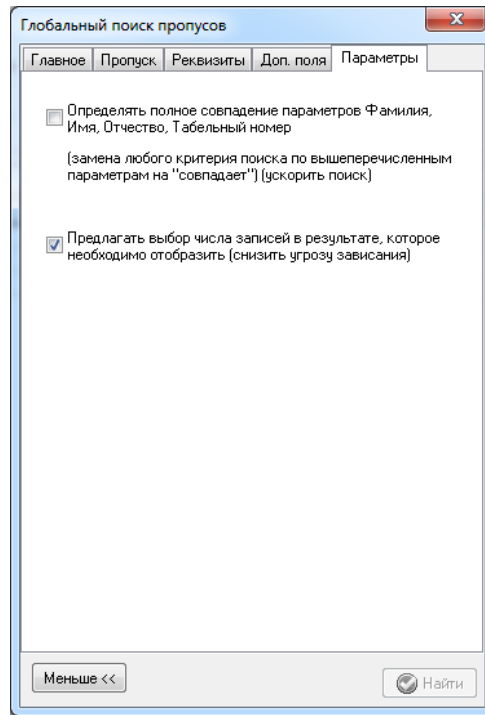 Глобальный поиск пропусов
Главное Пропуск Реквизиты Доп. поля Параметры
Определять полное совпадение параметров Фамилия,
Имя, Отчество, Табельный номер
(замена любого критерия поиска по вышеперечисленным
параметрам на "совпадает") (ускорить поиск)
Предлагать выбор числа записей в результате, которое
необходимо отобразить (снизить угрозу зависания)
Меньше << Найти